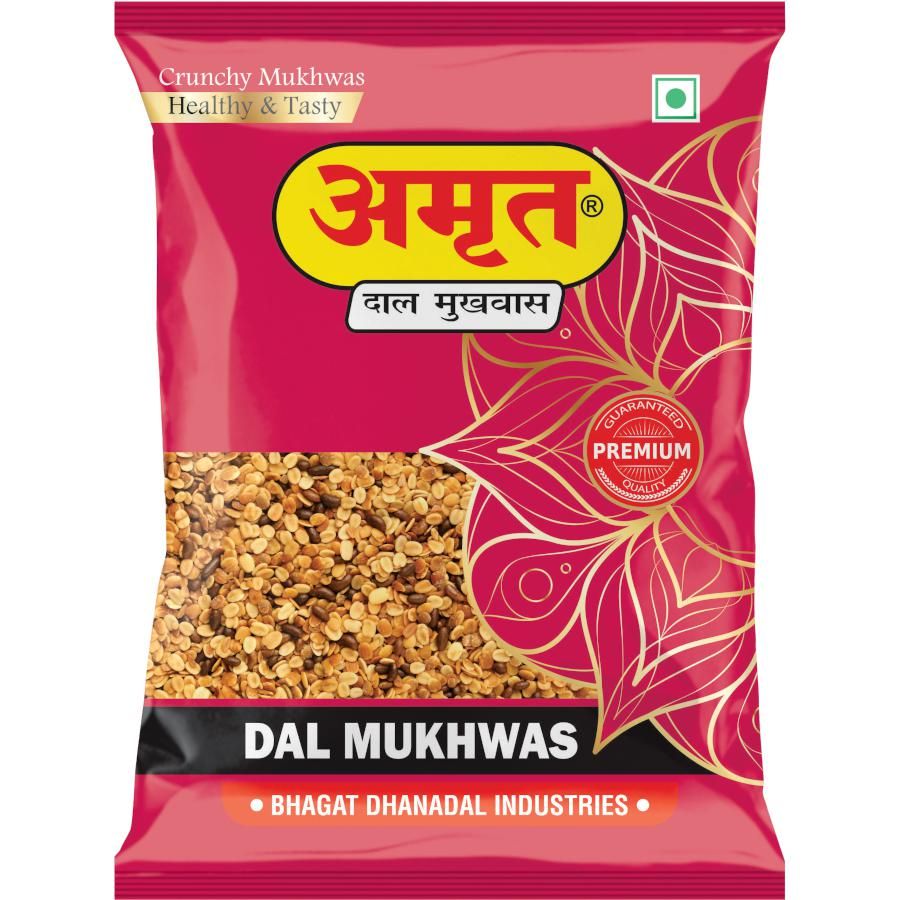 Crunchy Mukhwas
Healthy & Tasty
अमृत®
दाल मुखवास
GUARANTEED
PREMIUM
QUALITY
DAL MUKHWAS
• BHAGAT DHANADAL INDUSTRIES •